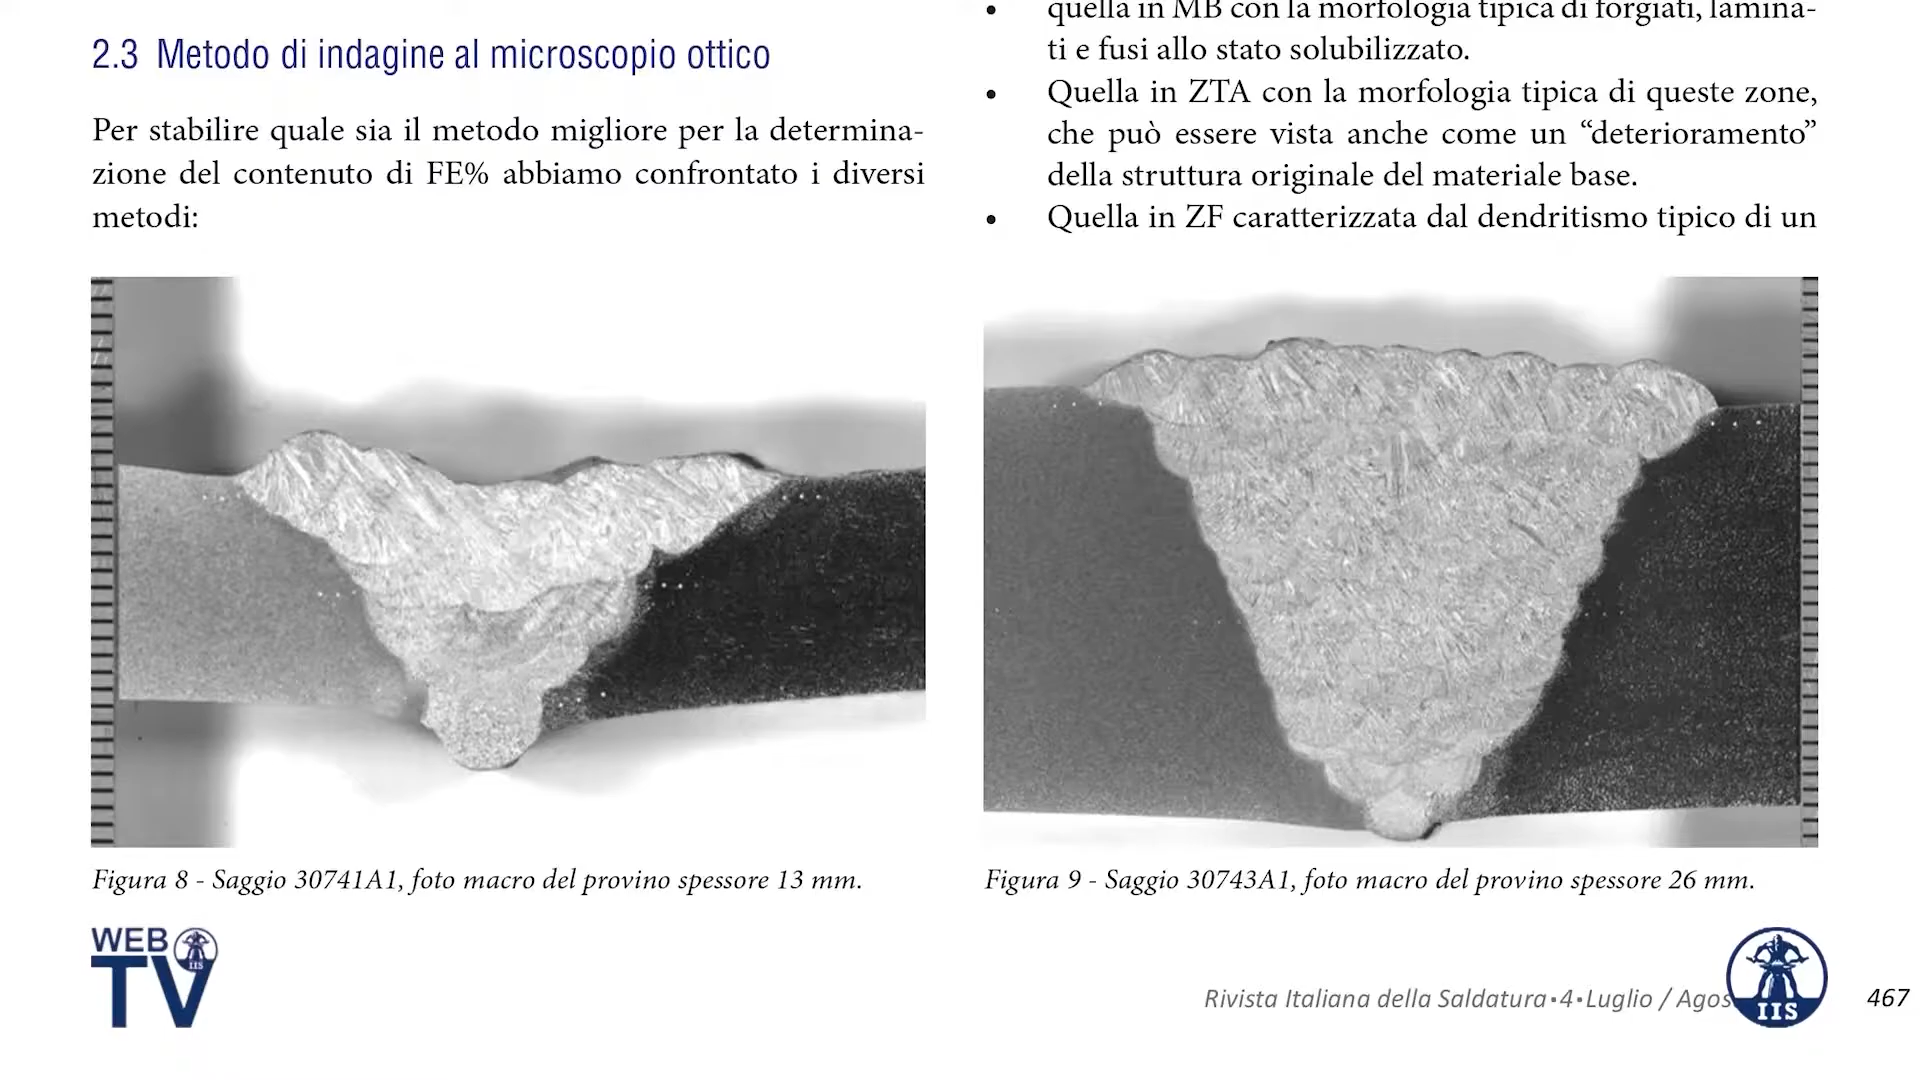 2.3 Metodo di indagine al microscopio ottico
Per stabilire quale sia il metodo migliore per la determina-
zione del contenuto di FE% abbiamo confrontato i diversi
metodi:
• quella in MB con la morfologia tipica di forgiati, lamina-
ti e fusi allo stato solubilizzato.
• Quella in ZTA con la morfologia tipica di queste zone,
che può essere vista anche come un “deterioramento”
della struttura originale del materiale base.
• Quella in ZF caratterizzata dal dendritismo tipico di un
Figura 8 - Saggio 30741A1, foto macro del provino spessore 13 mm.
Figura 9 - Saggio 30743A1, foto macro del provino spessore 26 mm.
WEB
TV
IIS
Rivista Italiana della Saldatura•4•Luglio / Agos
IIS
467